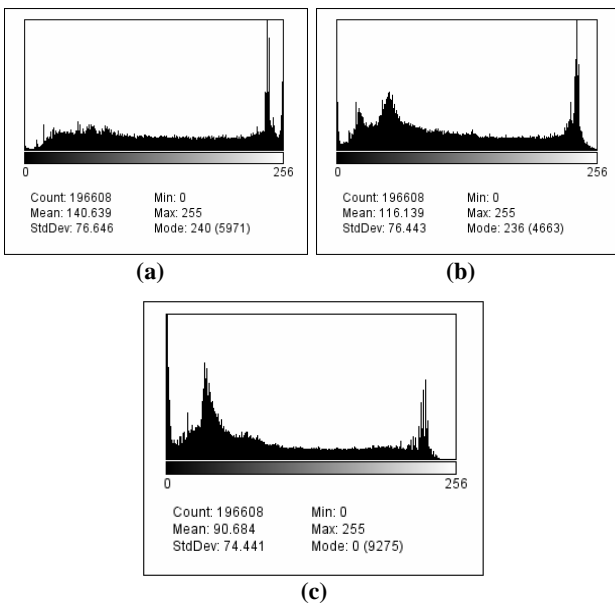 0 256
Count: 196608 Min: 0
Mean: 140.639 Max: 255
StdDev: 76.646 Mode: 240 (5971)
(a)
0 256
Count: 196608 Min: 0
Mean: 116.139 Max: 255
StdDev: 76.443 Mode: 236 (4663)
(b)
0 256
Count: 196608 Min: 0
Mean: 90.684 Max: 255
StdDev: 74.441 Mode: 0 (9275)
(c)